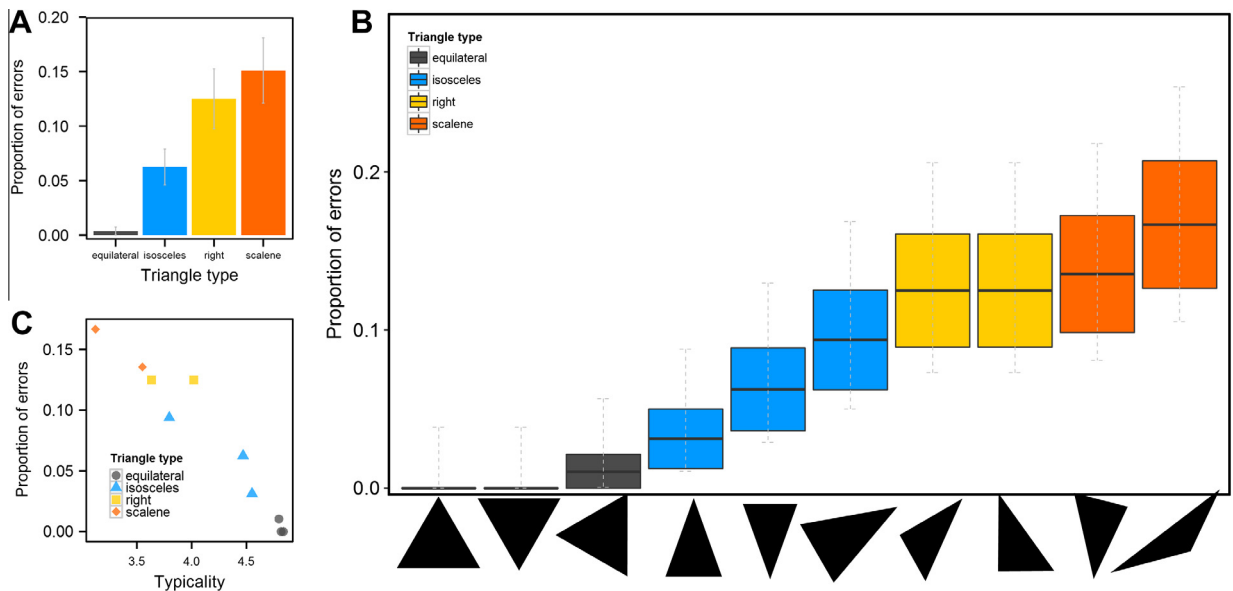 A
0.20
0.15
0.10
0.05
0.00
Proportion of errors
equilateral isosceles right scalene
Triangle type
B
Triangle type
equilateral
isosceles
right
scalene
0.2
0.1
0.0
Proportion of errors
C
0.15
0.10
0.05
0.00
Proportion of errors
Triangle type
equilateral
isosceles
right
scalene
3.5 4.0 4.5
Typicality